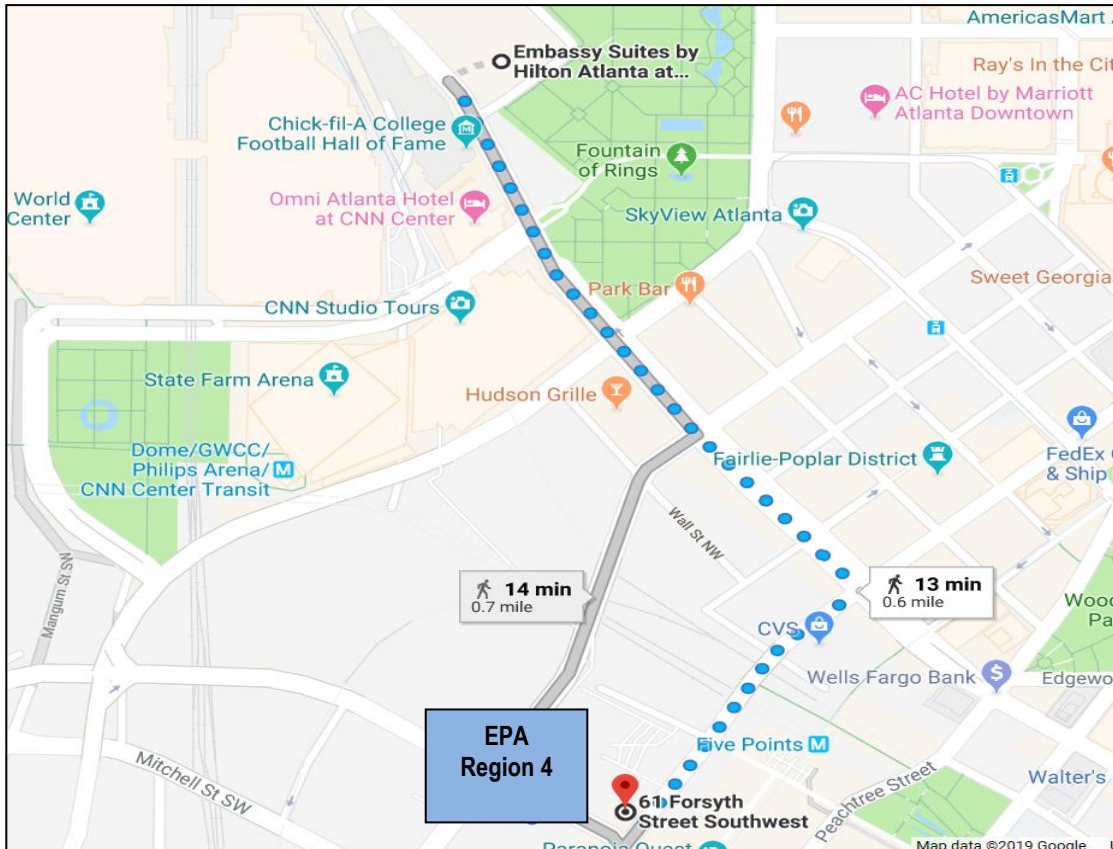 AmericasMart
Embassy Suites by
Hilton Atlanta at...
Ray's In the Cit
AC Hotel by Marriott
Atlanta Downtown
Chick-fil-A College
Football Hall of Fame
Fountain
of Rings
World
Center
Omni Atlanta Hotel
at CNN Center
SkyView Atlanta
Sweet Georgia
Park Bar
CNN Studio Tours
State Farm Arena
Hudson Grille
Dome/GWCC/
Philips Arena/ M
CNN Center Transit
Fairlie-Poplar District
FedEx
& Ship
Wall St NW
Mangum St SW
14 min
0.7 mile
13 min
0.6 mile
CVS
Wood
Pa
Wells Fargo Bank
$
Edgewo
EPA
Region 4
Five Points M
Mitchell St SW
61 Forsyth
Street Southwest
Peachtree Street
Walter's
Paranoia Quest
Map data ©2019 Google